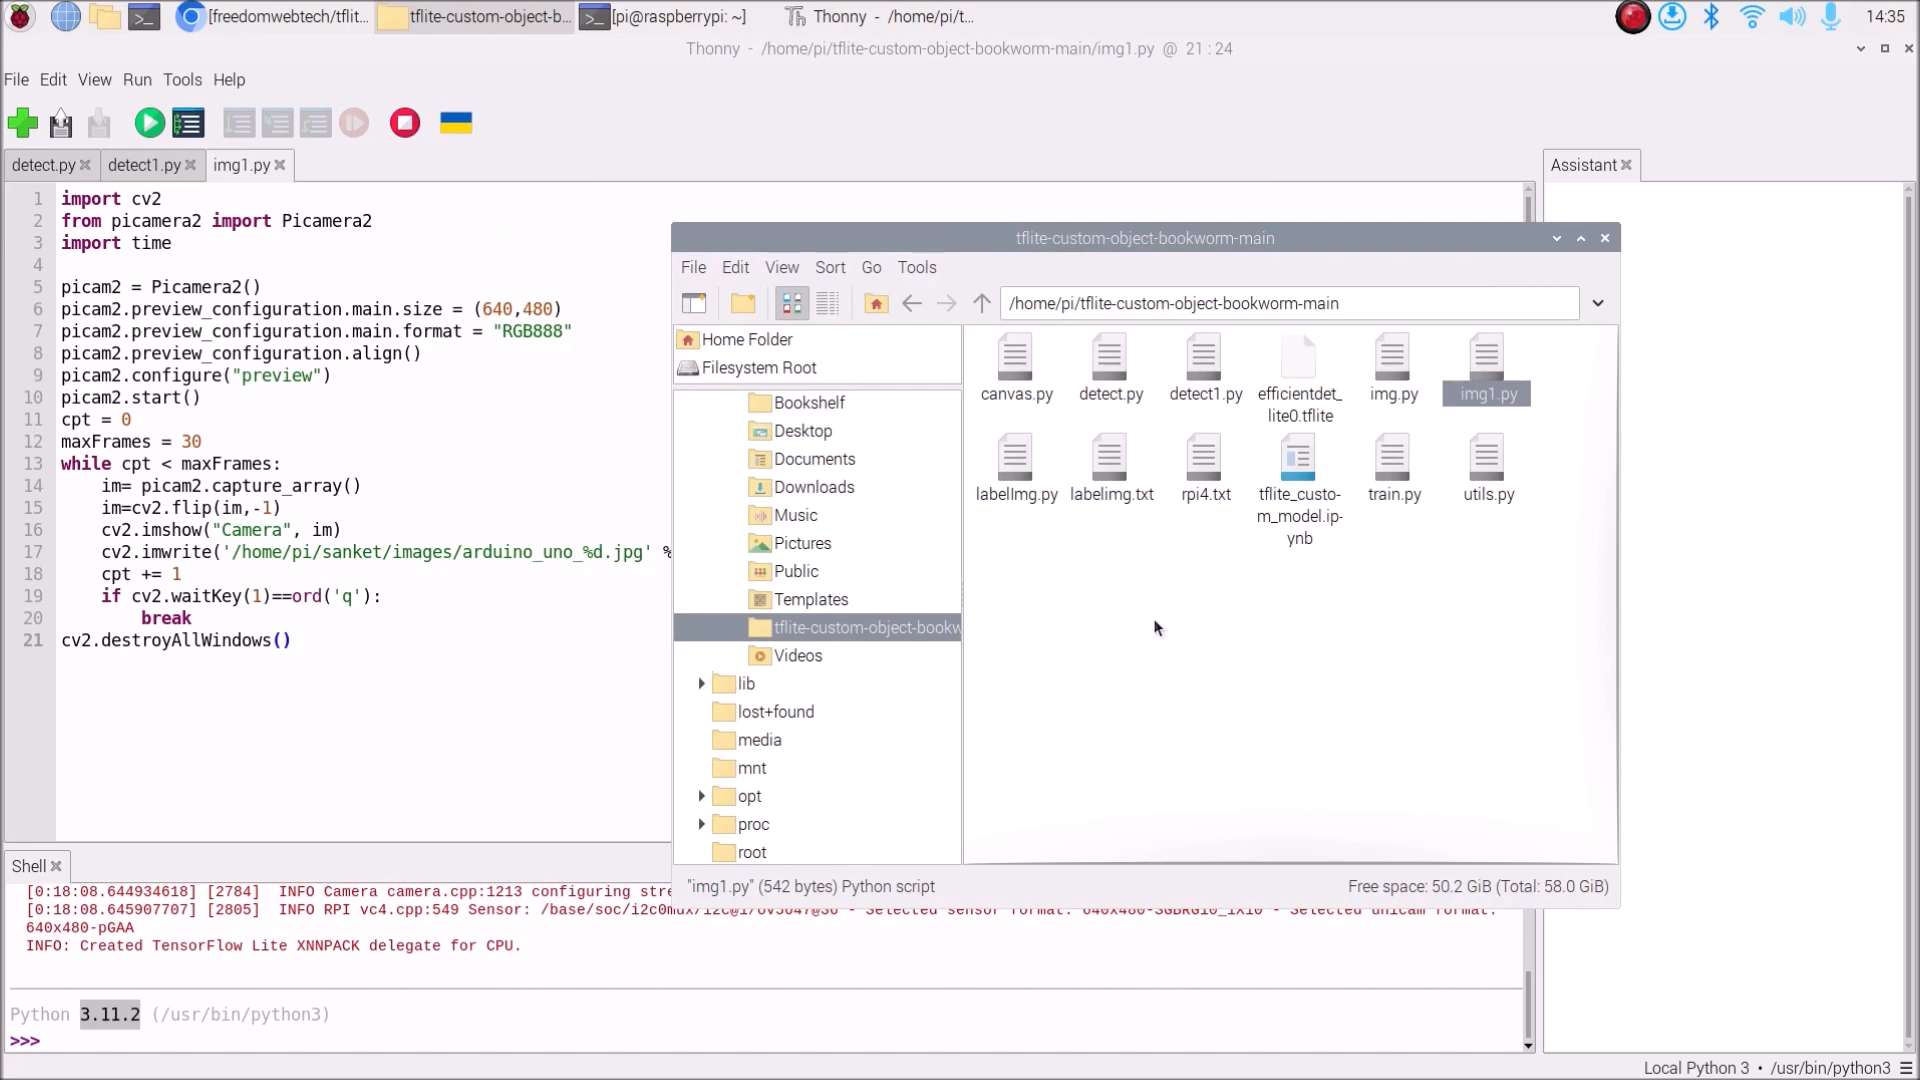 [freedomwebtech/tflit...
tflite-custom-object-b...
[pi@raspberrypi: ~]
Thonny - /home/pi/t...
14:35
Thonny - /home/pi/tflite-custom-object-bookworm-main/img1.py @ 21 : 24
File Edit View Run Tools Help
detect.py
detect1.py
img1.py
Assistant
1 import cv2
2 from picamera2 import Picamera2
3 import time
4
5 picam2 = Picamera2()
6 picam2.preview_configuration.main.size = (640,480)
7 picam2.preview_configuration.main.format = "RGB888"
8 picam2.preview_configuration.align()
9 picam2.configure("preview")
10 picam2.start()
11 cpt = 0
12 maxFrames = 30
13 while cpt < maxFrames:
14 im= picam2.capture_array()
15 im=cv2.flip(im,-1)
16 cv2.imshow("Camera", im)
17 cv2.imwrite('/home/pi/sanket/images/arduino_uno_%d.jpg' %
18 cpt += 1
19 if cv2.waitKey(1)==ord('q'):
20 break
21 cv2.destroyAllWindows()
tflite-custom-object-bookworm-main
File Edit View Sort Go Tools
/home/pi/tflite-custom-object-bookworm-main
Home Folder
Filesystem Root
Bookshelf
Desktop
Documents
Downloads
Music
Pictures
Public
Templates
tflite-custom-object-bookw
Videos
lib
lost+found
media
mnt
opt
proc
root
canvas.py
detect.py
detect1.py
efficientdet_
lite0.tflite
img.py
img1.py
labelImg.py
labelimg.txt
rpi4.txt
tflite_custo-
m_model.ip-
ynb
train.py
utils.py
"img1.py" (542 bytes) Python script
Free space: 50.2 GiB (Total: 58.0 GiB)
Shell
[0:18:08.644934618] [2784] INFO Camera camera.cpp:1213 configuring stre
[0:18:08.645907707] [2805] INFO RPI vc4.cpp:549 Sensor: /base/soc/i2c0mux/i2c@1/ov5647@36 - Selected sensor format: 640x480-SGBRG10_1X10 - Selected unicam format:
640x480-pGAA
INFO: Created TensorFlow Lite XNNPACK delegate for CPU.
Python 3.11.2 (/usr/bin/python3)
>>>
Local Python 3 • /usr/bin/python3